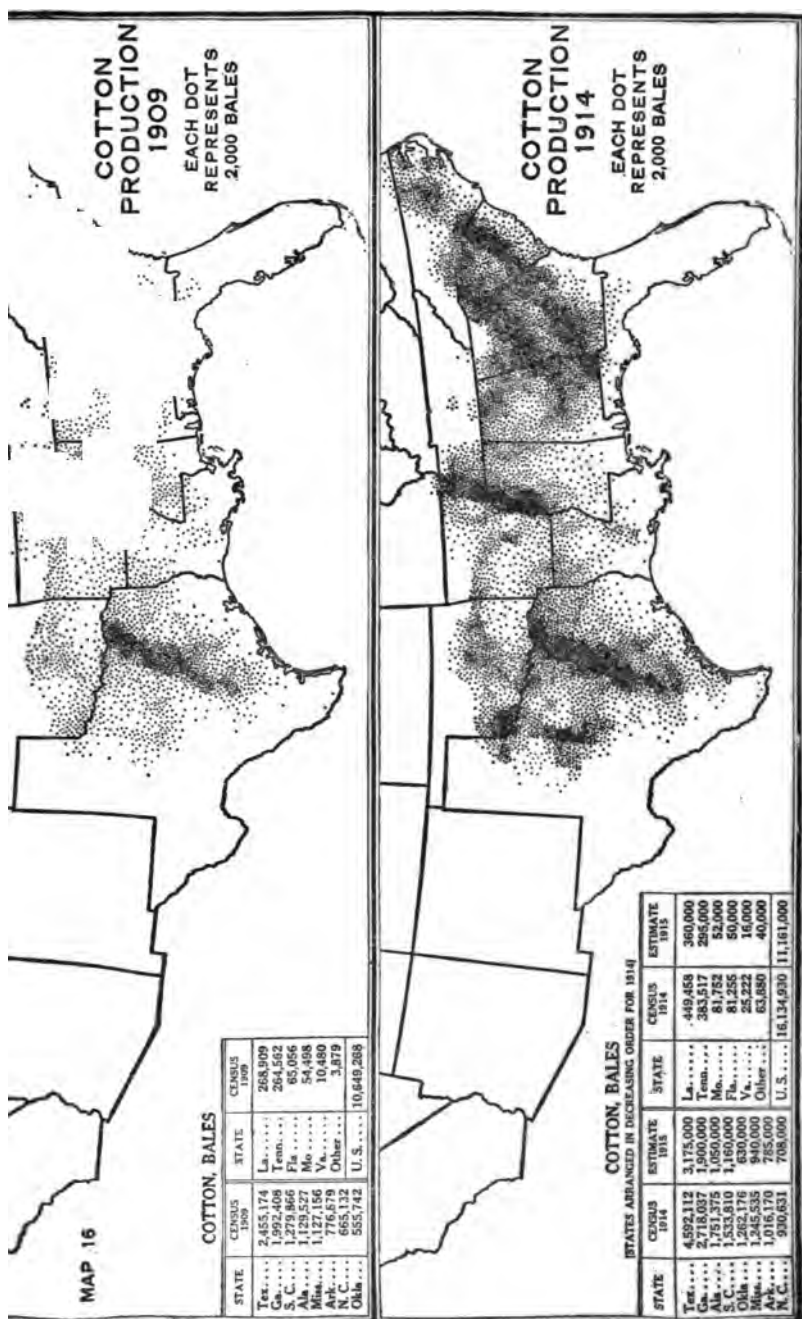 MAP 16
COTTON
PRODUCTION
1909
EACH DOT
REPRESENTS
2,000 BALES
COTTON, BALES
STATE CENSUS 1909 STATE CENSUS 1909
Tex.... 2,455,174 La..... 268,909
Ga..... 1,992,408 Tenn.... 264,562
S. C.... 1,279,866 Fla..... 65,056
Ala..... 1,129,527 Mo..... 54,498
Miss.... 1,127,156 Va..... 10,480
Ark.... 776,879 Other... 3,879
N. C.... 665,132
Okla.... 555,742 U. S.... 10,649,268
COTTON
PRODUCTION
1914
EACH DOT
REPRESENTS
2,000 BALES
COTTON, BALES
(STATES ARRANGED IN DECREASING ORDER FOR 1914)
STATE CENSUS 1914 ESTIMATE 1915 STATE CENSUS 1914 ESTIMATE 1915
Tex.... 4,592,112 3,175,000 La..... 449,458 360,000
Ga..... 2,718,037 1,900,000 Tenn.... 383,517 295,000
Ala..... 1,751,375 1,050,000 Mo..... 81,752 52,000
S. C.... 1,533,810 1,160,000 Fla..... 81,255 50,000
Okla.... 1,262,176 630,000 Va..... 25,222 16,000
Miss.... 1,245,535 940,000 Other... 63,880 40,000
Ark.... 1,016,170 785,000
N. C.... 930,631 708,000 U. S.... 16,134,930 11,161,000